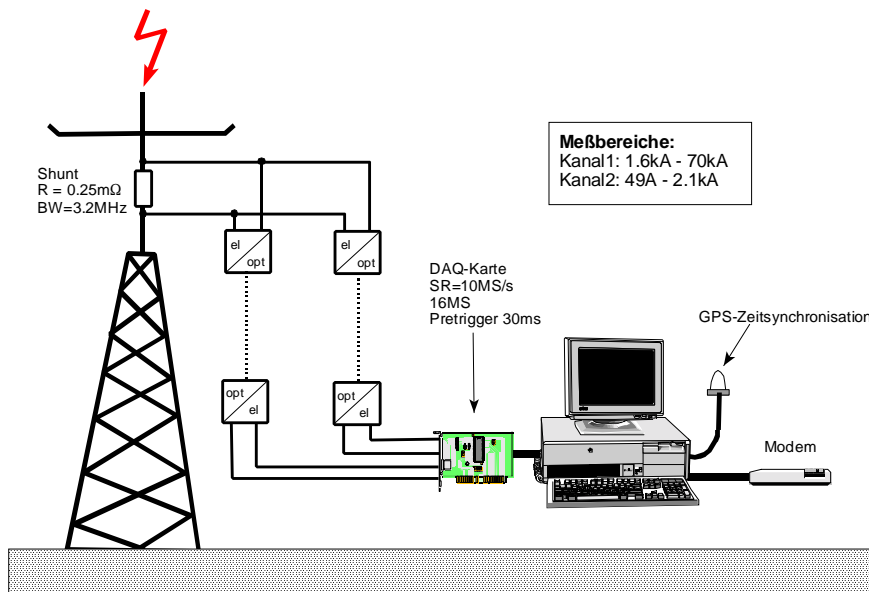 Meßbereiche:
Kanal1: 1.6kA - 70kA
Kanal2: 49A - 2.1kA
Shunt
R = 0.25mΩ
BW=3.2MHz
el
opt
el
opt
DAQ-Karte
SR=10MS/s
16MS
Pretrigger 30ms
GPS-Zeitsynchronisation
opt
el
opt
el
Modem